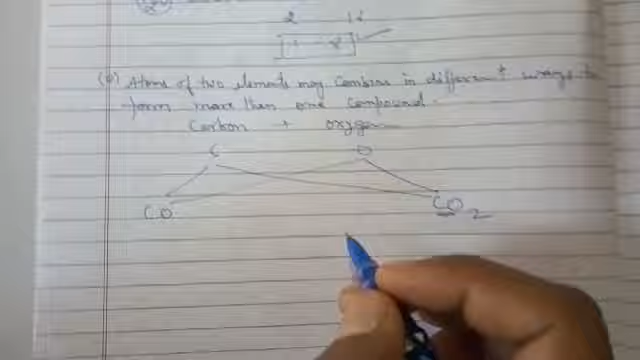 2
Atoms of two elements may combine in different ways to
form more than one compound.
Carbon + oxygen
C O
CO CO2